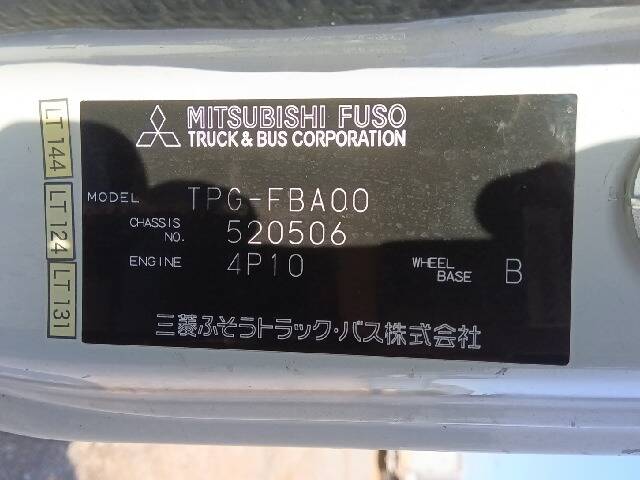 MITSUBISHI FUSO
TRUCK & BUS CORPORATION
MODEL TPG-FBA00
CHASSIS NO. 520506
ENGINE 4P10 WHEEL BASE B
三菱ふそうトラック・バス株式会社
LT 144
LT 124
LT 131